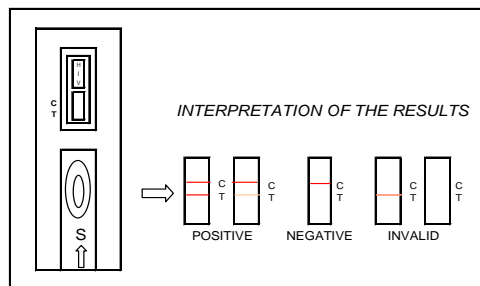 H
I
V
C
T
INTERPRETATION OF THE RESULTS
C
T
C
T
C
T
C
T
C
T
S
POSITIVE
NEGATIVE
INVALID